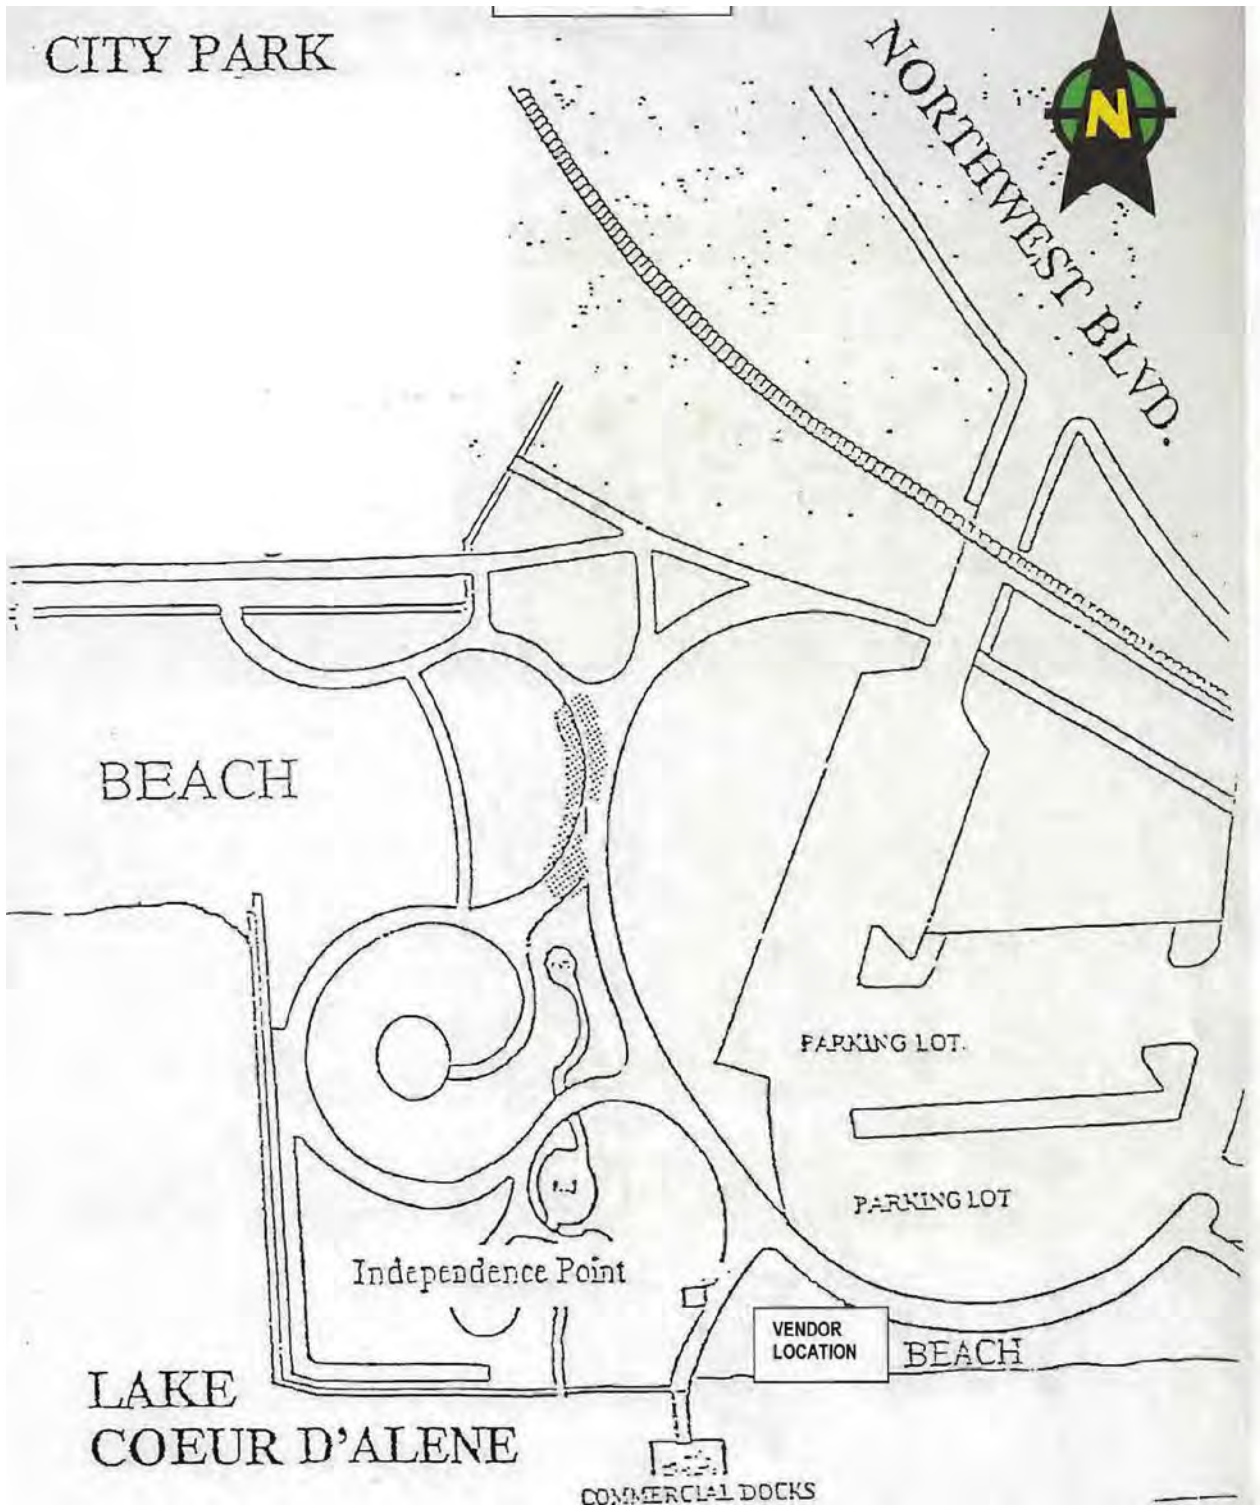 CITY PARK
NORTHWEST BLVD.
N
BEACH
PARKING LOT.
PARKING LOT
Independence Point
VENDOR
LOCATION
BEACH
LAKE
COEUR D'ALENE
COMMERCIAL DOCKS